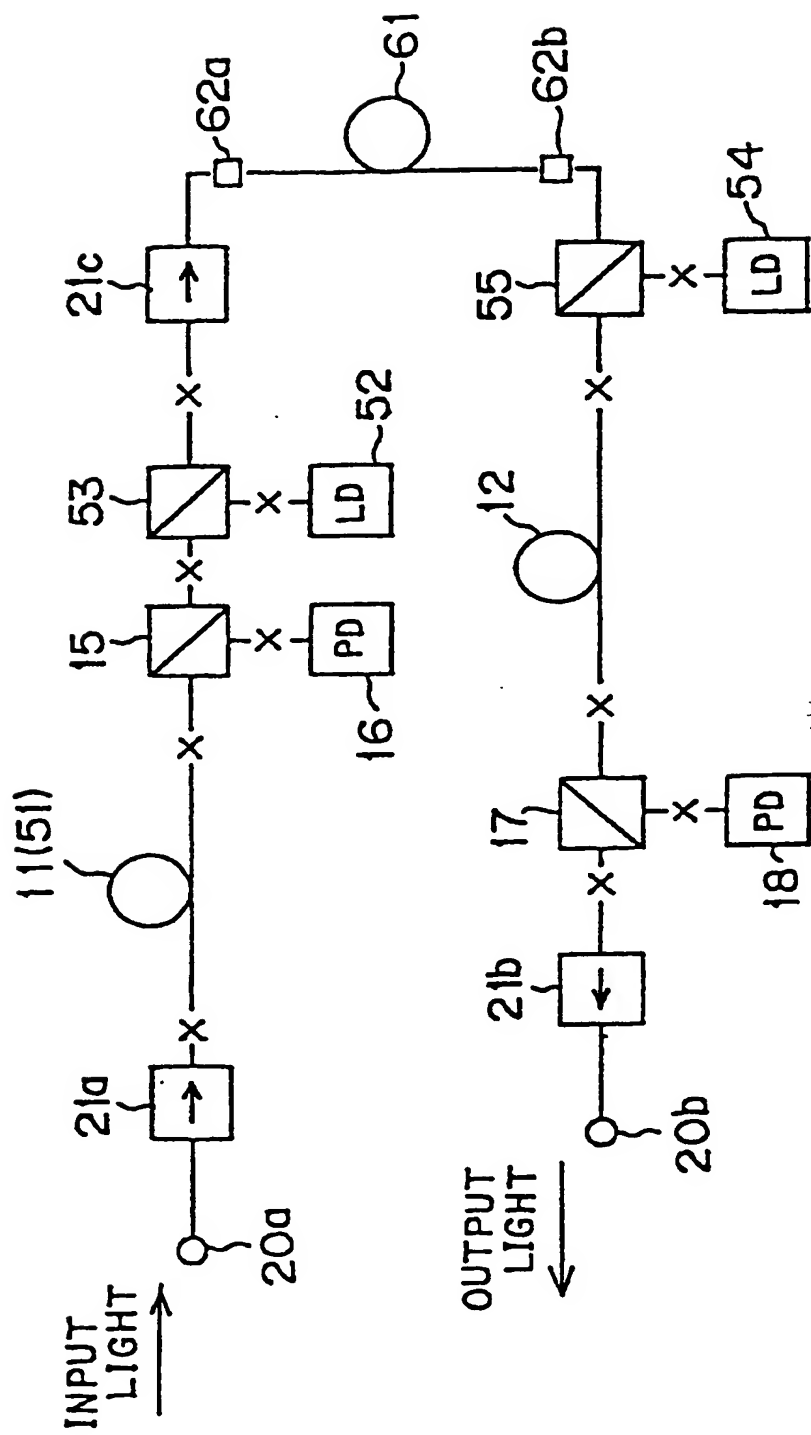 INPUT
LIGHT
20a
21a
11(51)
15
PD
16
53
LD
52
21c
62a
61
62b
55
LD
54
12
17
PD
18
21b
20b
OUTPUT
LIGHT